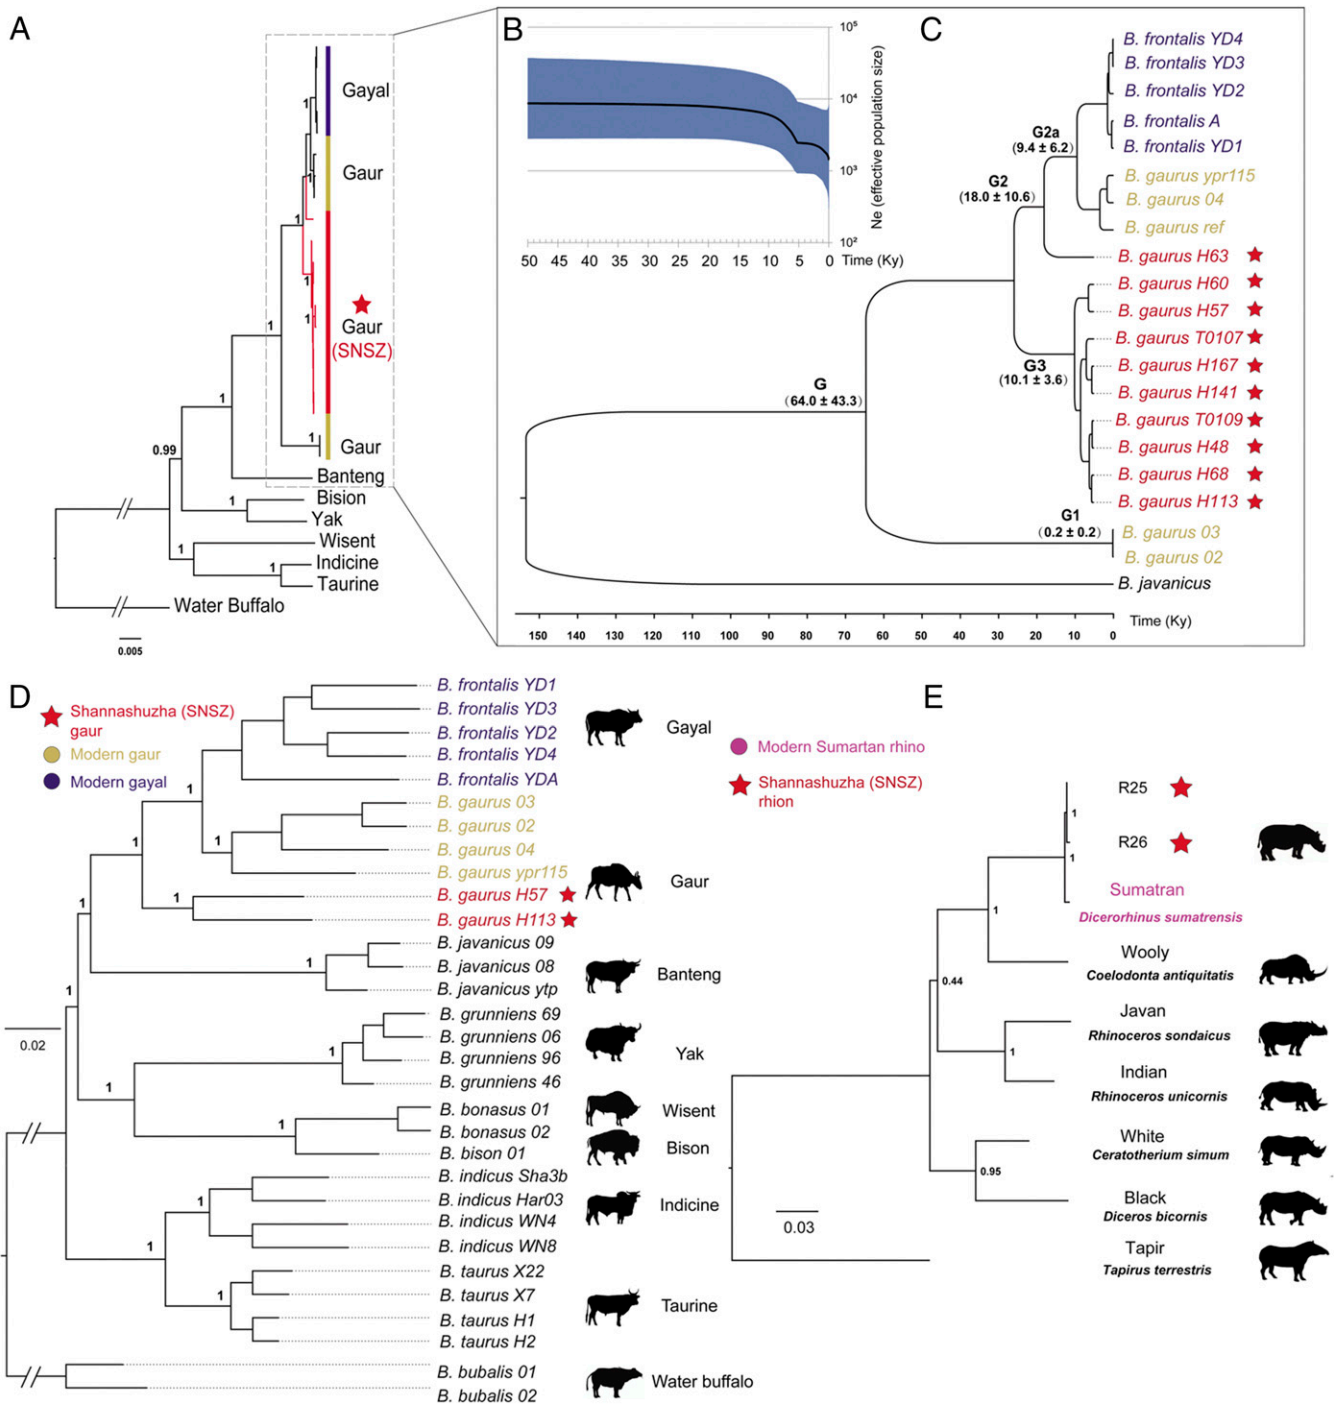 A
Gayal
Gaur
Gaur
(SNSZ)
Gaur
Banteng
Bision
Yak
Wisent
Indicine
Taurine
Water Buffalo
1
1
1
1
1
1
1
1
0.99
1
1
1
1
0.005
B
10⁵
10⁴
10³
10²
Ne (effective population size)
50 45 40 35 30 25 20 15 10 5 0 Time (Ky)
C
B. frontalis YD4
B. frontalis YD3
B. frontalis YD2
B. frontalis A
B. frontalis YD1
B. gaurus ypr115
B. gaurus 04
B. gaurus ref
B. gaurus H63
B. gaurus H60
B. gaurus H57
B. gaurus T0107
B. gaurus H167
B. gaurus H141
B. gaurus T0109
B. gaurus H48
B. gaurus H68
B. gaurus H113
B. gaurus 03
B. gaurus 02
B. javanicus
G2a
(9.4 ± 6.2)
G2
(18.0 ± 10.6)
G3
(10.1 ± 3.6)
G
(64.0 ± 43.3)
G1
(0.2 ± 0.2)
Time (Ky)
150 140 130 120 110 100 90 80 70 60 50 40 30 20 10 0
D
Shannashuzha (SNSZ)
gaur
Modern gaur
Modern gayal
B. frontalis YD1
B. frontalis YD3
B. frontalis YD2
B. frontalis YD4
B. frontalis YDA
B. gaurus 03
B. gaurus 02
B. gaurus 04
B. gaurus ypr115
B. gaurus H57
B. gaurus H113
B. javanicus 09
B. javanicus 08
B. javanicus ytp
B. grunniens 69
B. grunniens 06
B. grunniens 96
B. grunniens 46
B. bonasus 01
B. bonasus 02
B. bison 01
B. indicus Sha3b
B. indicus Har03
B. indicus WN4
B. indicus WN8
B. taurus X22
B. taurus X7
B. taurus H1
B. taurus H2
B. bubalis 01
B. bubalis 02
Gayal
Gaur
Banteng
Yak
Wisent
Bison
Indicine
Taurine
Water buffalo
1
1
1
1
1
1
1
1
1
1
1
1
1
0.02
E
Modern Sumartan rhino
Shannashuzha (SNSZ)
rhion
R25
R26
Sumatran
Dicerorhinus sumatrensis
Wooly
Coelodonta antiquitatis
Javan
Rhinoceros sondaicus
Indian
Rhinoceros unicornis
White
Ceratotherium simum
Black
Diceros bicornis
Tapir
Tapirus terrestris
1
1
1
0.44
1
0.95
0.03